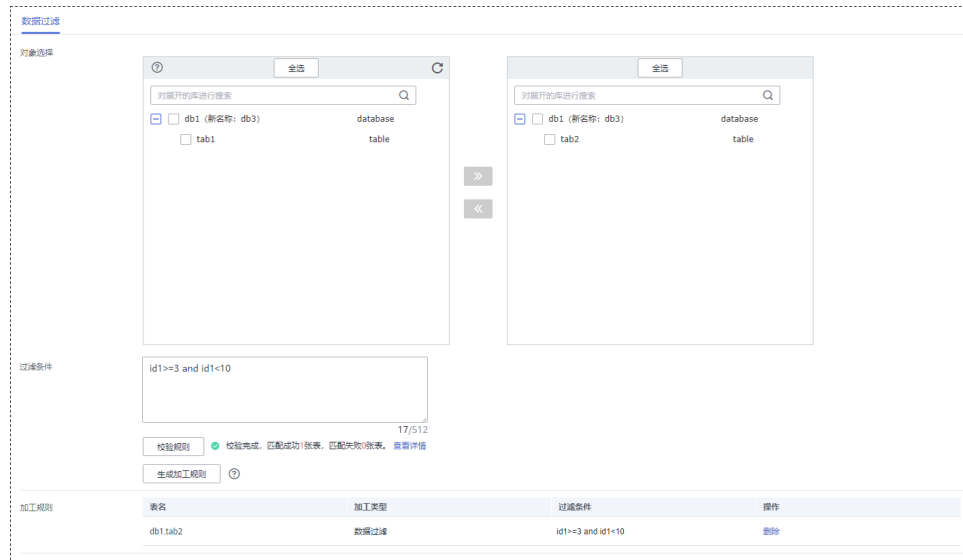 数据过滤
对象选择
全选
全选
对展开的库进行搜索
对展开的库进行搜索
db1（新名称：db3） database
db1（新名称：db3） database
tab1 table
tab2 table
过滤条件
id1>=3 and id1<10
17/512
校验规则 校验完成，匹配成功1张表，匹配失败0张表。 查看详情
生成加工规则
加工规则
表名 加工类型 过滤条件 操作
db1.tab2 数据过滤 id1>=3 and id1<10 删除